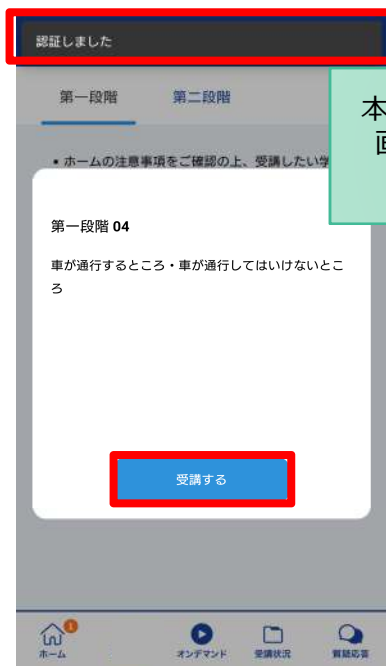 認証しました
第一段階
第二段階
本
画
• ホームの注意事項をご確認の上、受講したい学
第一段階 04
車が通行するところ・車が通行してはいけないとこ
ろ
受講する
1
ホーム
オンデマンド
受講状況
質疑応答